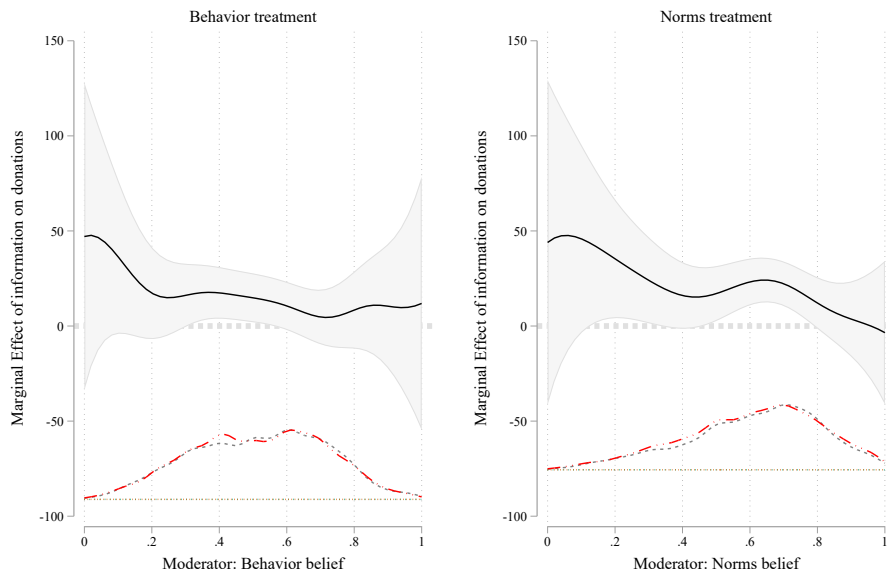 Behavior treatment
Marginal Effect of information on donations
150
100
50
0
-50
-100
0 .2 .4 .6 .8 1
Moderator: Behavior belief
Norms treatment
Marginal Effect of information on donations
150
100
50
0
-50
-100
0 .2 .4 .6 .8 1
Moderator: Norms belief